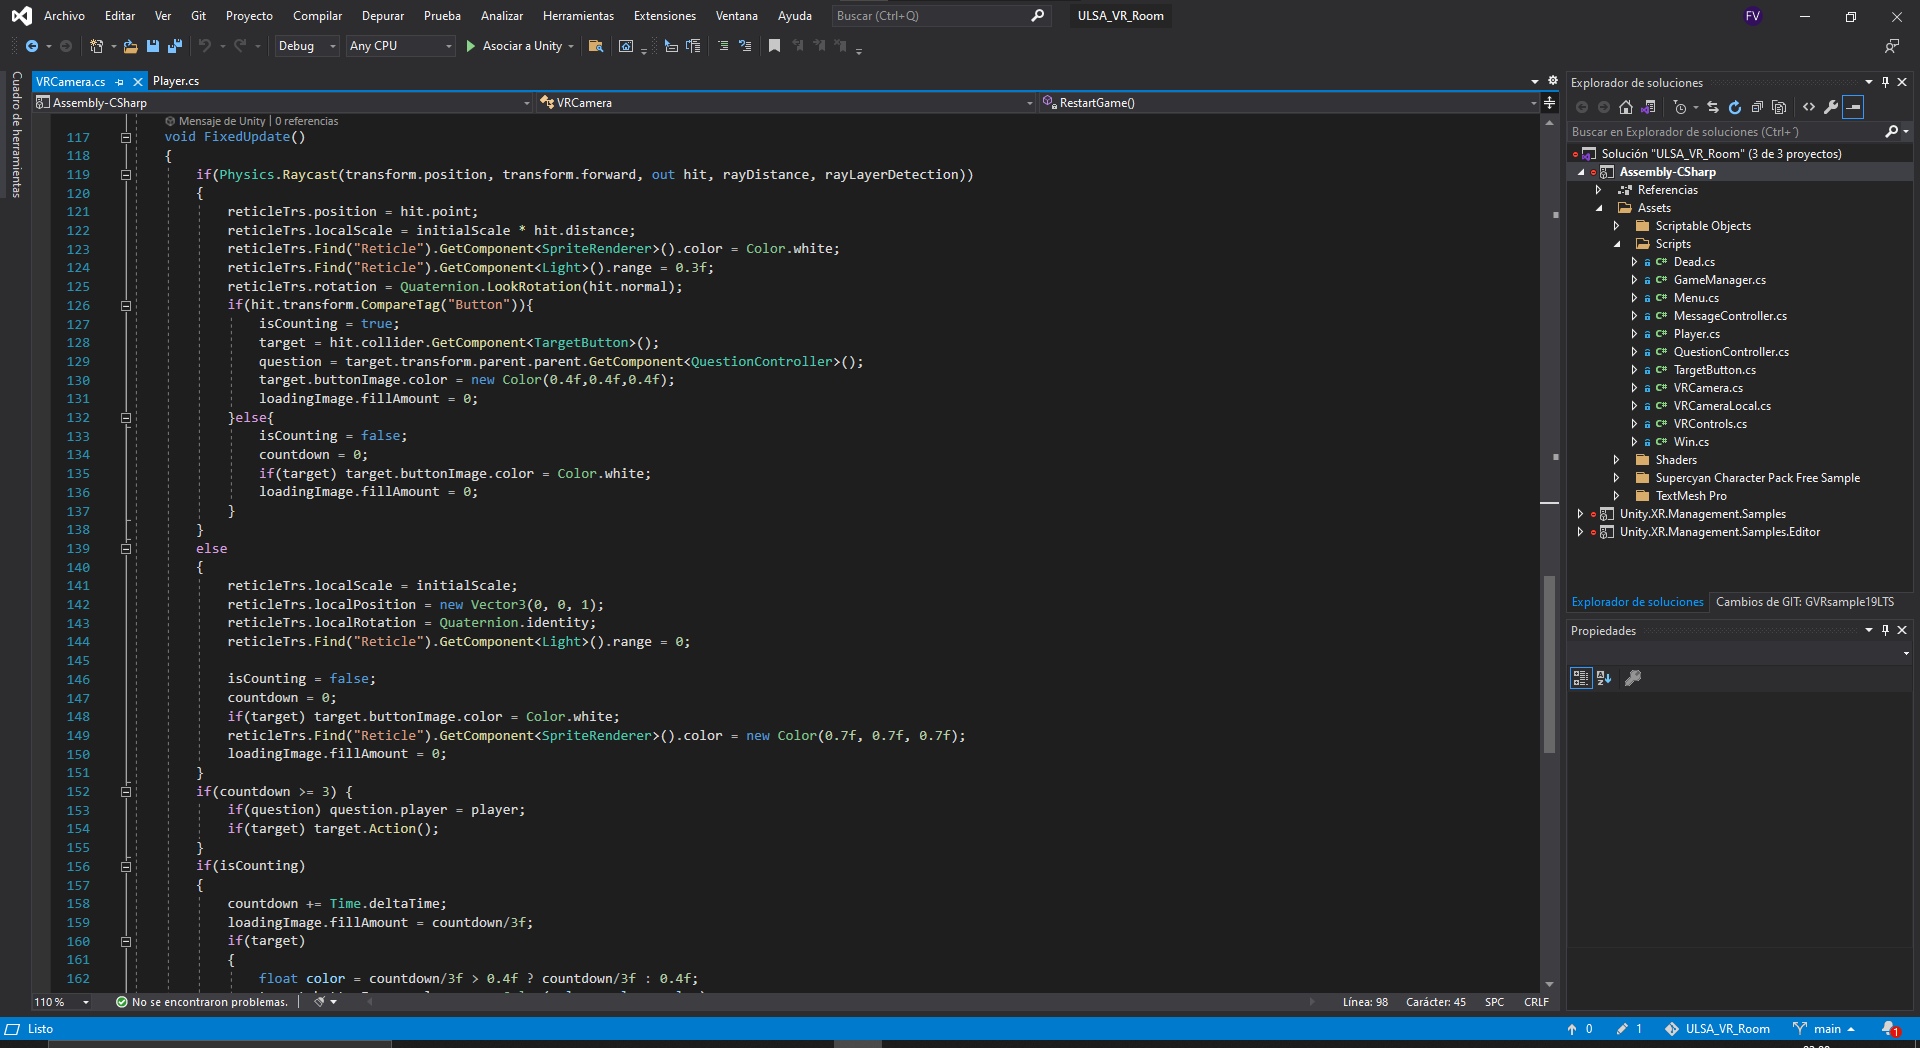 Archivo Editar Ver Git Proyecto Compilar Depurar Prueba Analizar Herramientas Extensiones Ventana Ayuda Buscar (Ctrl+Q) ULSA_VR_Room FV
Debug Any CPU Asociar a Unity
Cuadro de herramientas
VRCamera.cs Player.cs
Assembly-CSharp VRCamera RestartGame()
Mensaje de Unity | 0 referencias
117 void FixedUpdate()
118 {
119 if(Physics.Raycast(transform.position, transform.forward, out hit, rayDistance, rayLayerDetection))
120 {
121 reticleTrs.position = hit.point;
122 reticleTrs.localScale = initialScale * hit.distance;
123 reticleTrs.Find("Reticle").GetComponent<SpriteRenderer>().color = Color.white;
124 reticleTrs.Find("Reticle").GetComponent<Light>().range = 0.3f;
125 reticleTrs.rotation = Quaternion.LookRotation(hit.normal);
126 if(hit.transform.CompareTag("Button")){
127 isCounting = true;
128 target = hit.collider.GetComponent<TargetButton>();
129 question = target.transform.parent.parent.GetComponent<QuestionController>();
130 target.buttonImage.color = new Color(0.4f,0.4f,0.4f);
131 loadingImage.fillAmount = 0;
132 }else{
133 isCounting = false;
134 countdown = 0;
135 if(target) target.buttonImage.color = Color.white;
136 loadingImage.fillAmount = 0;
137 }
138 }
139 else
140 {
141 reticleTrs.localScale = initialScale;
142 reticleTrs.localPosition = new Vector3(0, 0, 1);
143 reticleTrs.localRotation = Quaternion.identity;
144 reticleTrs.Find("Reticle").GetComponent<Light>().range = 0;
145
146 isCounting = false;
147 countdown = 0;
148 if(target) target.buttonImage.color = Color.white;
149 reticleTrs.Find("Reticle").GetComponent<SpriteRenderer>().color = new Color(0.7f, 0.7f, 0.7f);
150 loadingImage.fillAmount = 0;
151 }
152 if(countdown >= 3) {
153 if(question) question.player = player;
154 if(target) target.Action();
155 }
156 if(isCounting)
157 {
158 countdown += Time.deltaTime;
159 loadingImage.fillAmount = countdown/3f;
160 if(target)
161 {
162 float color = countdown/3f > 0.4f ? countdown/3f : 0.4f;
110 % No se encontraron problemas. Línea: 98 Carácter: 45 SPC CRLF
Explorador de soluciones
Buscar en Explorador de soluciones (Ctrl+´)
Solución "ULSA_VR_Room" (3 de 3 proyectos)
Assembly-CSharp
Referencias
Assets
Scriptable Objects
Scripts
C# Dead.cs
C# GameManager.cs
C# Menu.cs
C# MessageController.cs
C# Player.cs
C# QuestionController.cs
C# TargetButton.cs
C# VRCamera.cs
C# VRCameraLocal.cs
C# VRControls.cs
C# Win.cs
Shaders
Supercyan Character Pack Free Sample
TextMesh Pro
Unity.XR.Management.Samples
Unity.XR.Management.Samples.Editor
Explorador de soluciones Cambios de GIT: GVRsample19LTS
Propiedades
Listo 0 1 ULSA_VR_Room main 1